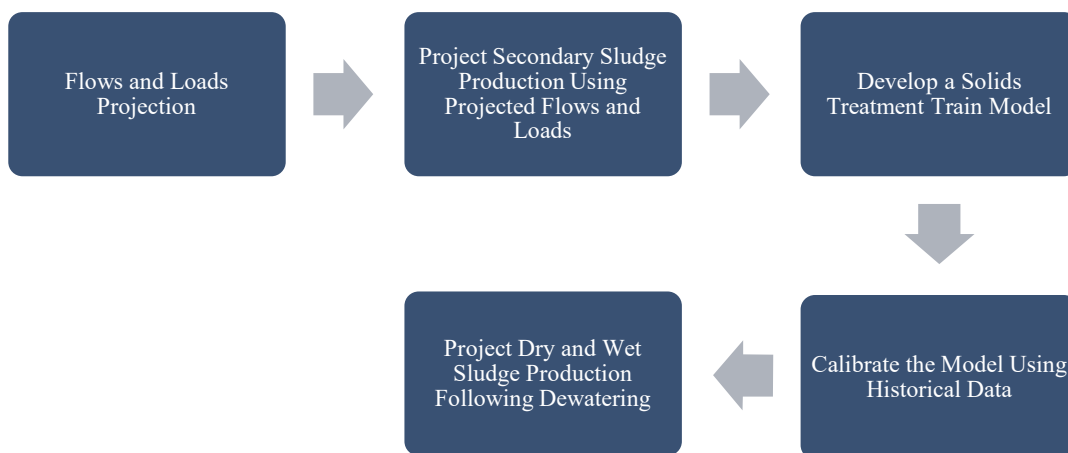 Flows and Loads
Projection
Project Secondary Sludge
Production Using
Projected Flows and
Loads
Develop a Solids
Treatment Train Model
Calibrate the Model Using
Historical Data
Project Dry and Wet
Sludge Production
Following Dewatering